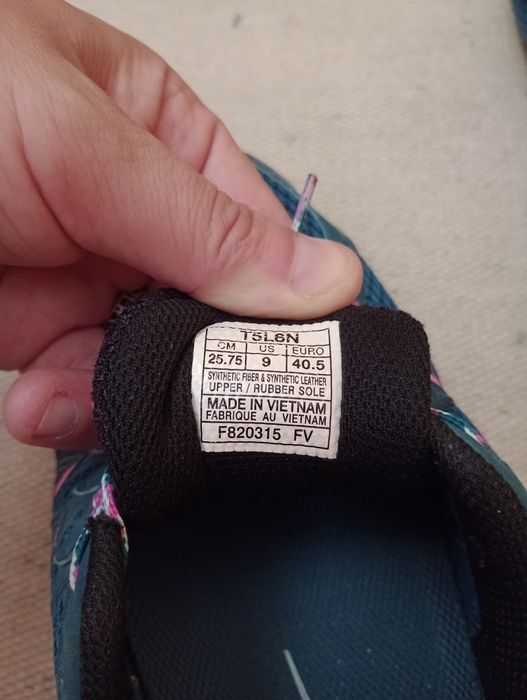 T5L6N
CM US EURO
25.75 9 40.5
SYNTHETIC FIBER & SYNTHETIC LEATHER
UPPER / RUBBER SOLE
MADE IN VIETNAM
FABRIQUE AU VIETNAM
F820315 FV